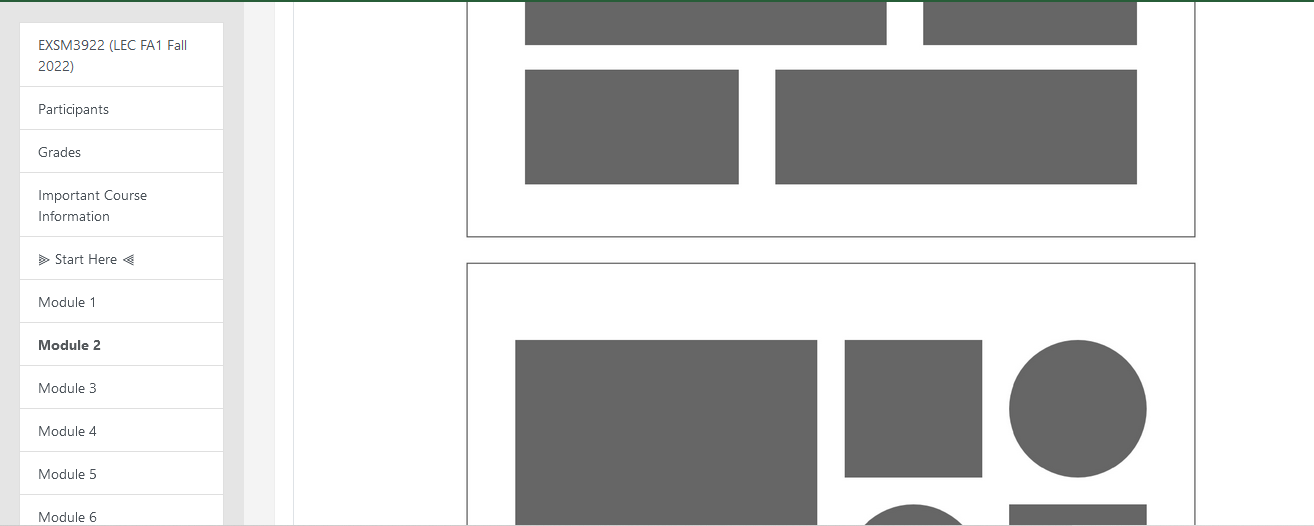 EXSM3922 (LEC FA1 Fall
2022)
Participants
Grades
Important Course
Information
⫸ Start Here ⫷
Module 1
Module 2
Module 3
Module 4
Module 5
Module 6